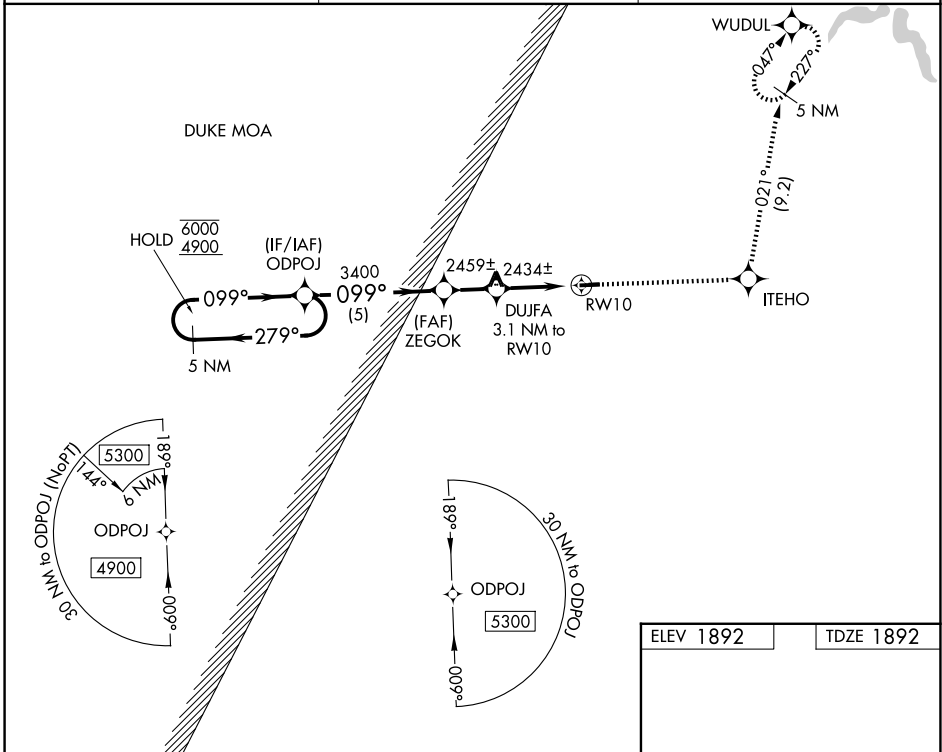 WUDUL
047°
227°
5 NM
DUKE MOA
021°
(9.2)
HOLD
6000
4900
(IF/IAF)
ODPOJ
3400
099°
(5)
2459±
2434±
099°
279°
5 NM
(FAF)
ZEGOK
DUJFA
3.1 NM to
RW10
RW10
ITEHO
30 NM to ODPOJ (NoPT)
5300
189°
144°
6 NM
ODPOJ
4900
009°
189°
30 NM to ODPOJ
ODPOJ
5300
009°
ELEV 1892
TDZE 1892